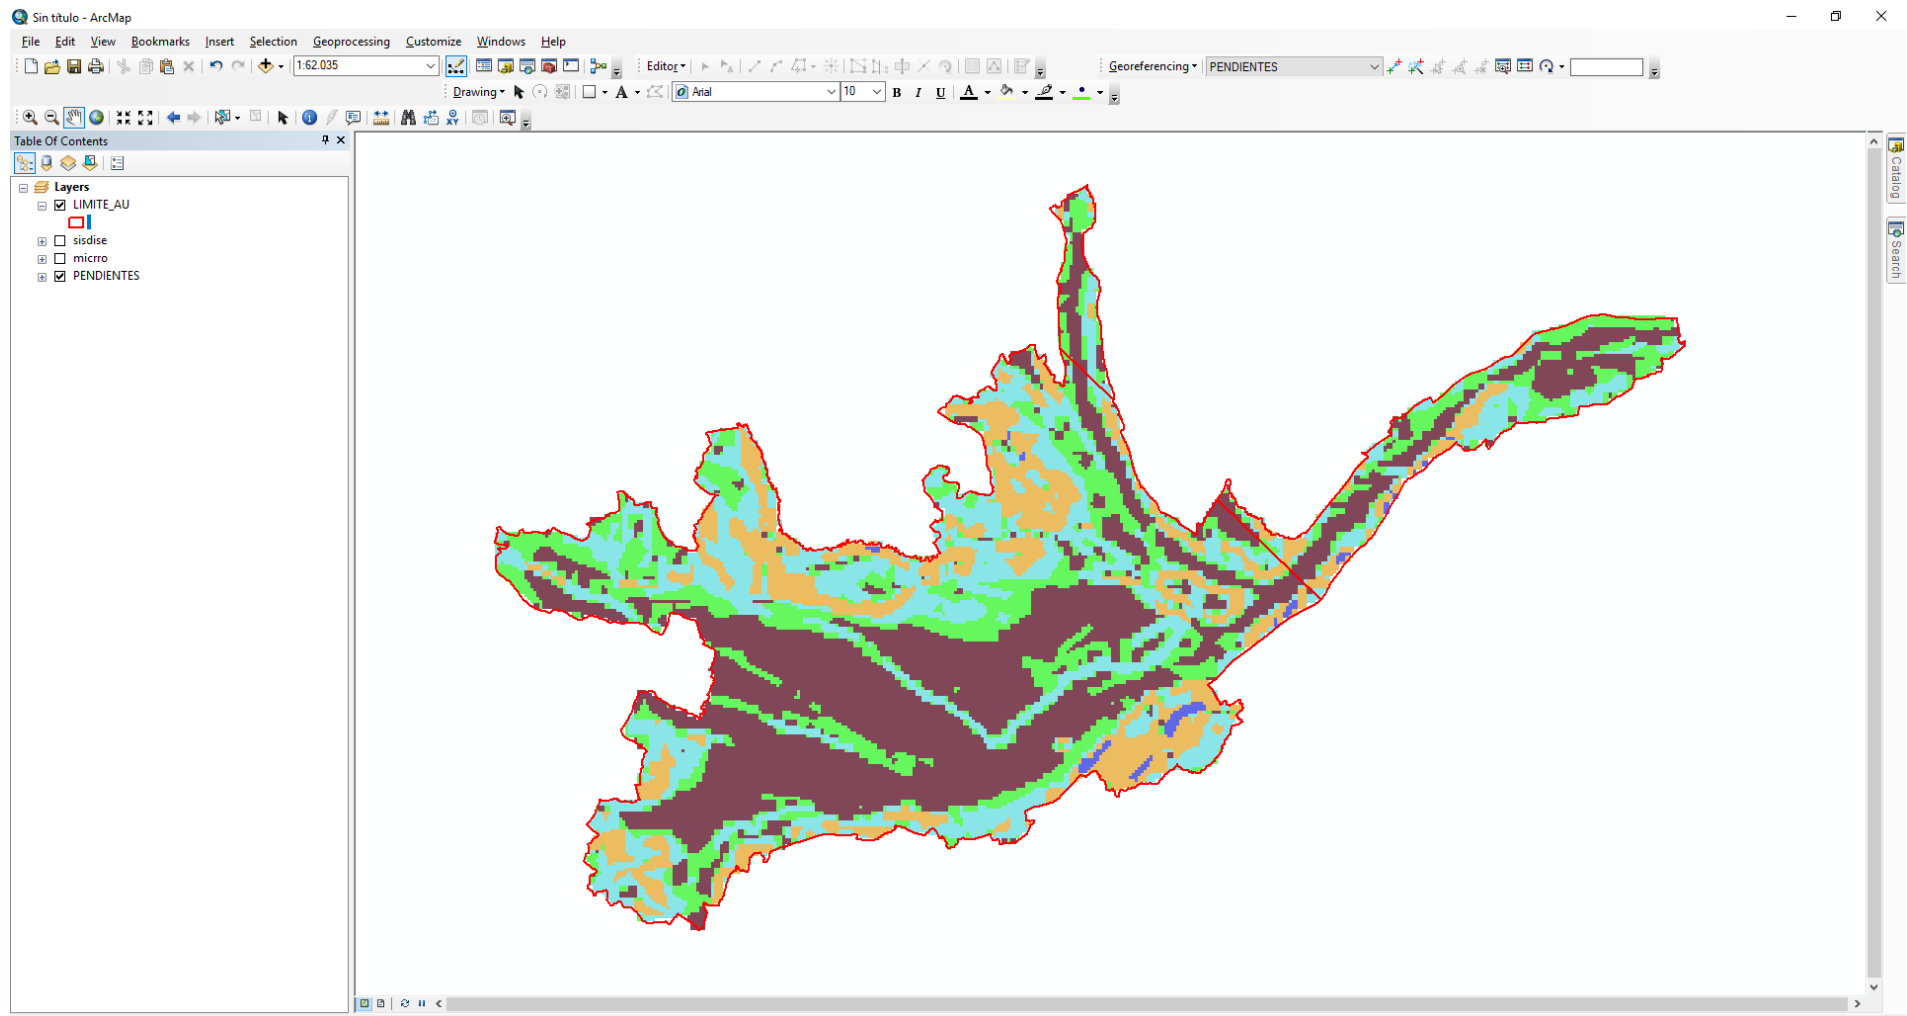 Sin título - ArcMap
File Edit View Bookmarks Insert Selection Geoprocessing Customize Windows Help
1:62.035 Editor Georeferencing PENDIENTES
Drawing A Arial 10 B I U A
XY
Table Of Contents
Layers
LIMITE_AU
sisdise
micrro
PENDIENTES
Catalog
Search